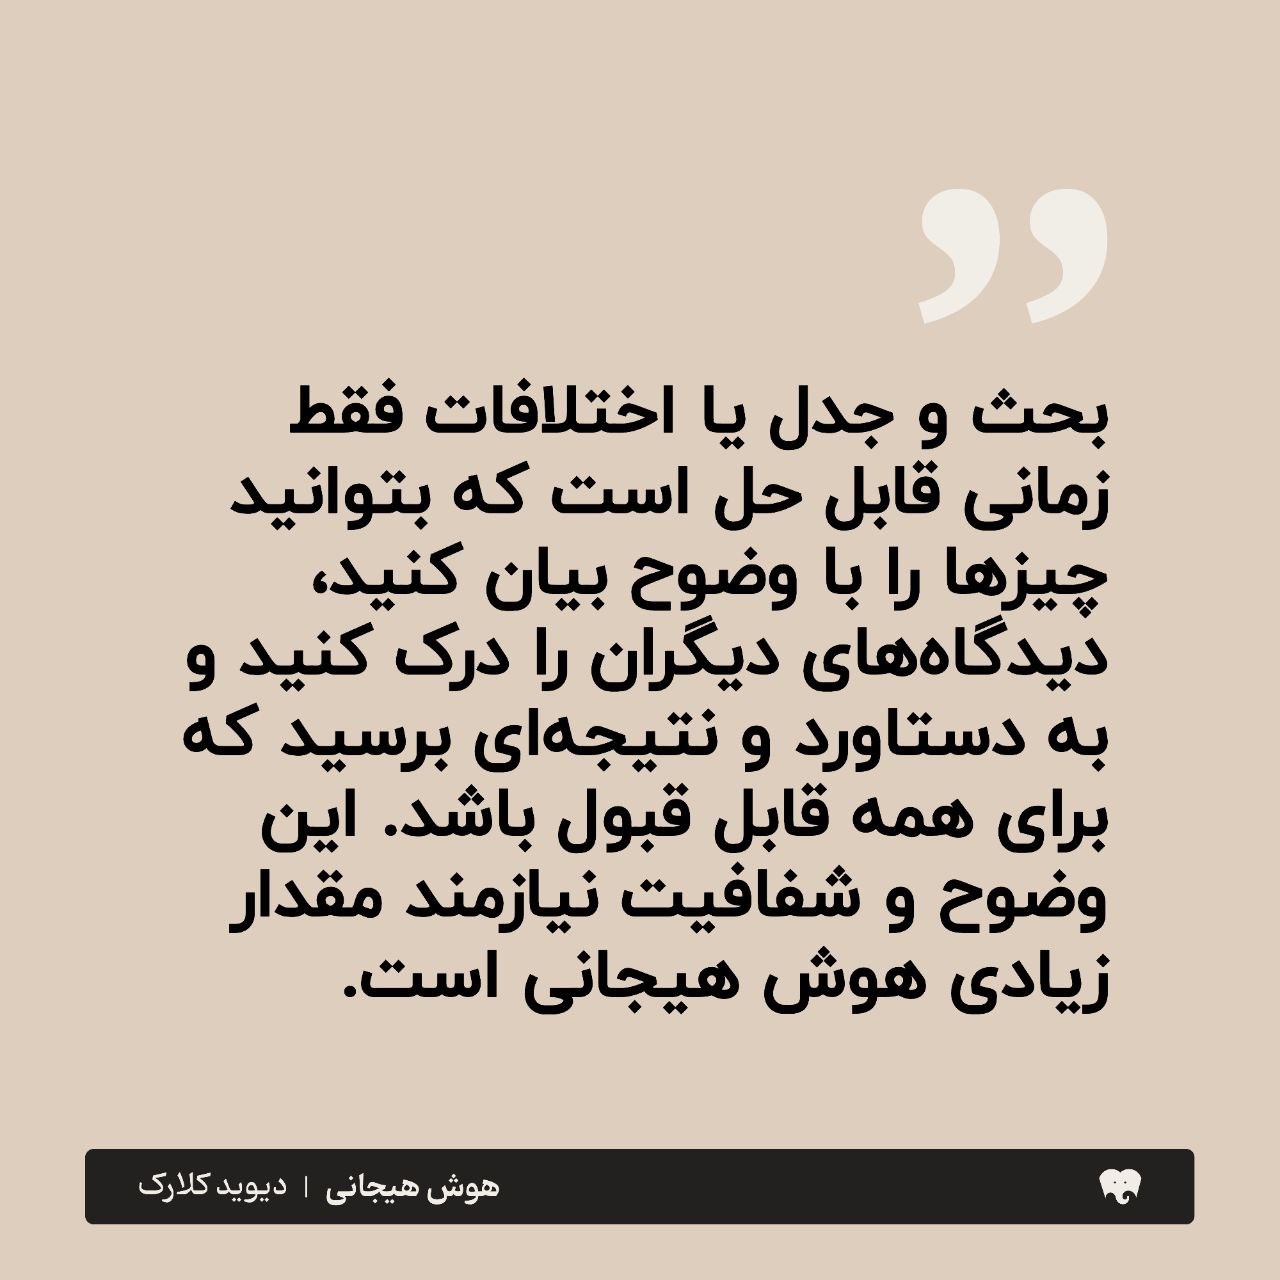 بحث و جدل یا اختلافات فقط
زمانی قابل حل است که بتوانید
چیزها را با وضوح بیان کنید،
دیدگاه‌های دیگران را درک کنید و
به دستاورد و نتیجه‌ای برسید که
برای همه قابل قبول باشد. این
وضوح و شفافیت نیازمند مقدار
زیادی هوش هیجانی است.
هوش هیجانی | دیوید کلارک